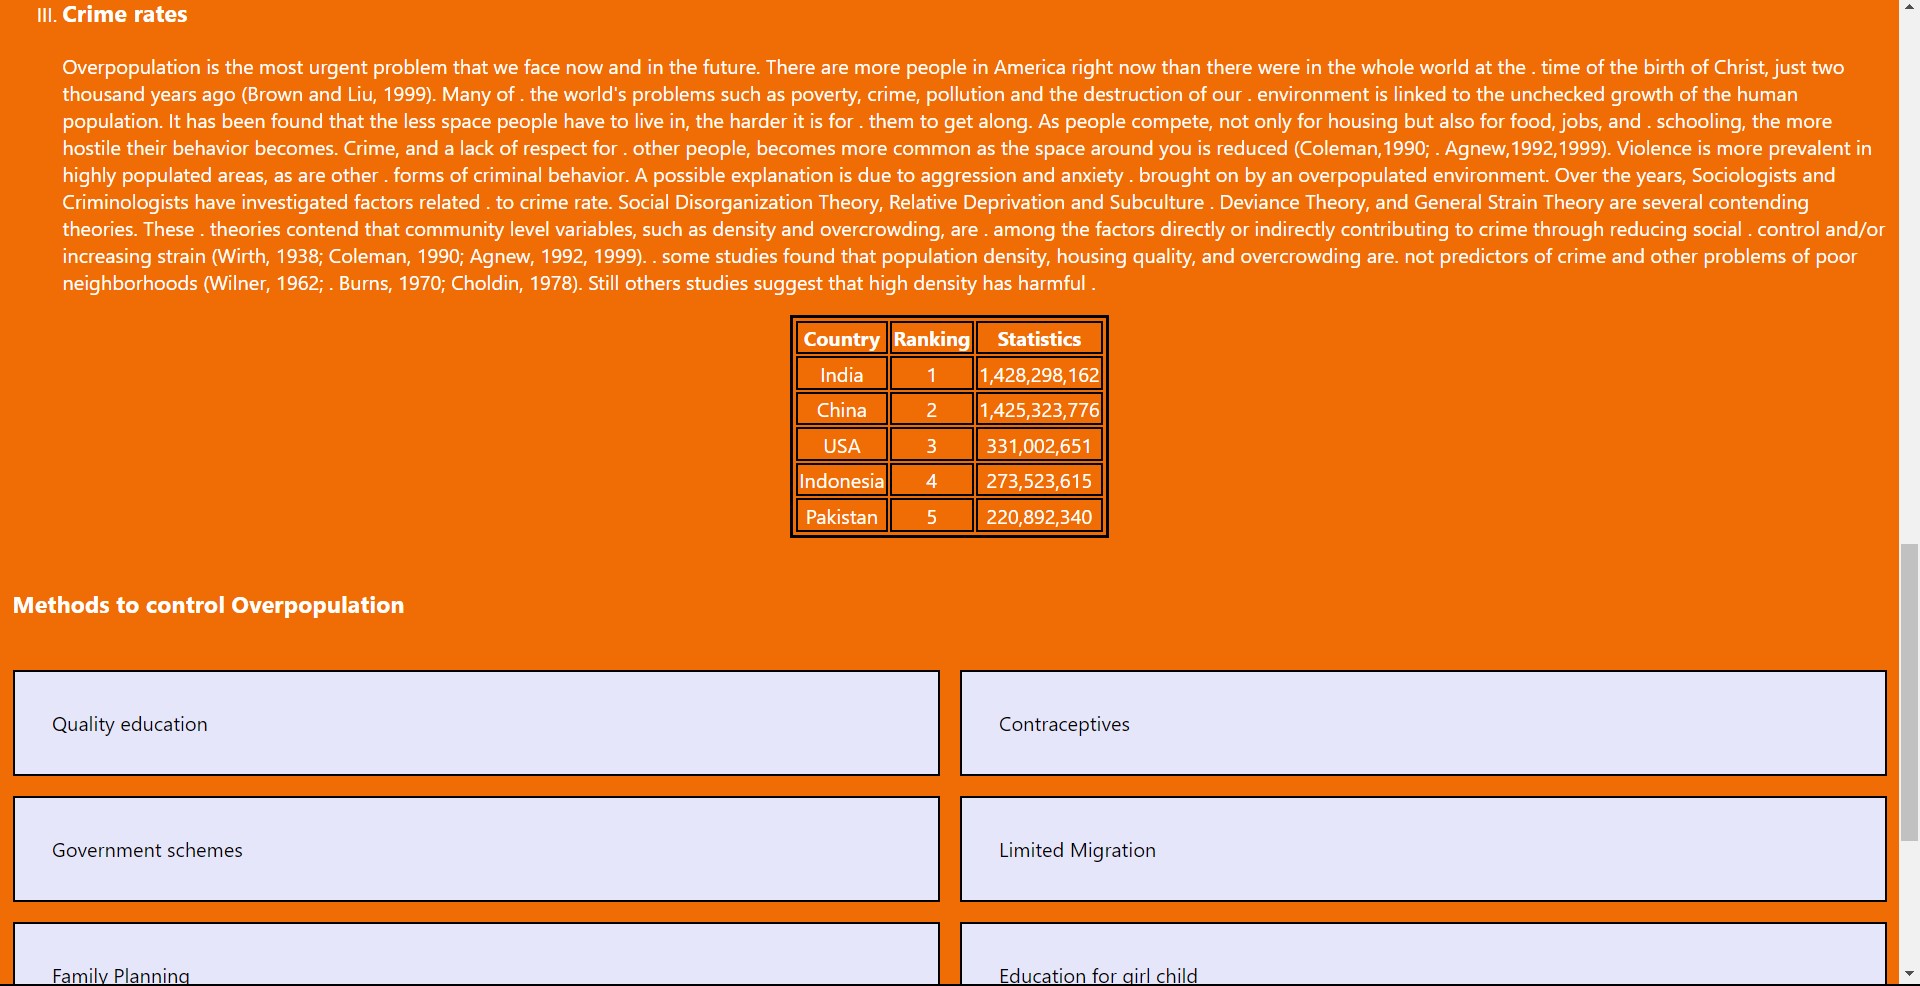 III. Crime rates
Overpopulation is the most urgent problem that we face now and in the future. There are more people in America right now than there were in the whole world at the . time of the birth of Christ, just two
thousand years ago (Brown and Liu, 1999). Many of . the world's problems such as poverty, crime, pollution and the destruction of our . environment is linked to the unchecked growth of the human
population. It has been found that the less space people have to live in, the harder it is for . them to get along. As people compete, not only for housing but also for food, jobs, and . schooling, the more
hostile their behavior becomes. Crime, and a lack of respect for . other people, becomes more common as the space around you is reduced (Coleman,1990; . Agnew,1992,1999). Violence is more prevalent in
highly populated areas, as are other . forms of criminal behavior. A possible explanation is due to aggression and anxiety . brought on by an overpopulated environment. Over the years, Sociologists and
Criminologists have investigated factors related . to crime rate. Social Disorganization Theory, Relative Deprivation and Subculture . Deviance Theory, and General Strain Theory are several contending
theories. These . theories contend that community level variables, such as density and overcrowding, are . among the factors directly or indirectly contributing to crime through reducing social . control and/or
increasing strain (Wirth, 1938; Coleman, 1990; Agnew, 1992, 1999). . some studies found that population density, housing quality, and overcrowding are. not predictors of crime and other problems of poor
neighborhoods (Wilner, 1962; . Burns, 1970; Choldin, 1978). Still others studies suggest that high density has harmful .
Country Ranking Statistics
India 1 1,428,298,162
China 2 1,425,323,776
USA 3 331,002,651
Indonesia 4 273,523,615
Pakistan 5 220,892,340
Methods to control Overpopulation
Quality education Contraceptives
Government schemes Limited Migration
Family Planning Education for girl child